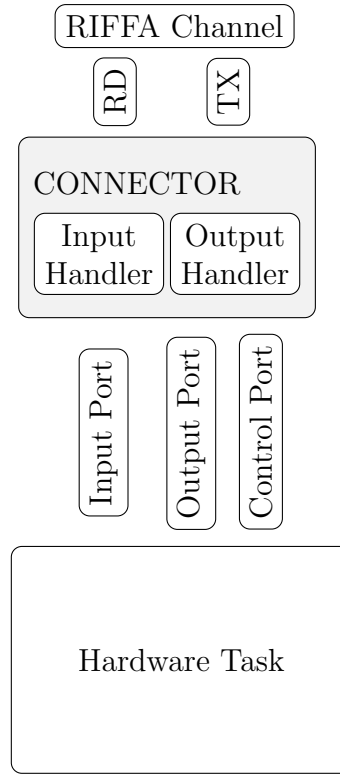 RIFFA Channel
RD
TX
CONNECTOR
Input
Handler
Output
Handler
Input Port
Output Port
Control Port
Hardware Task